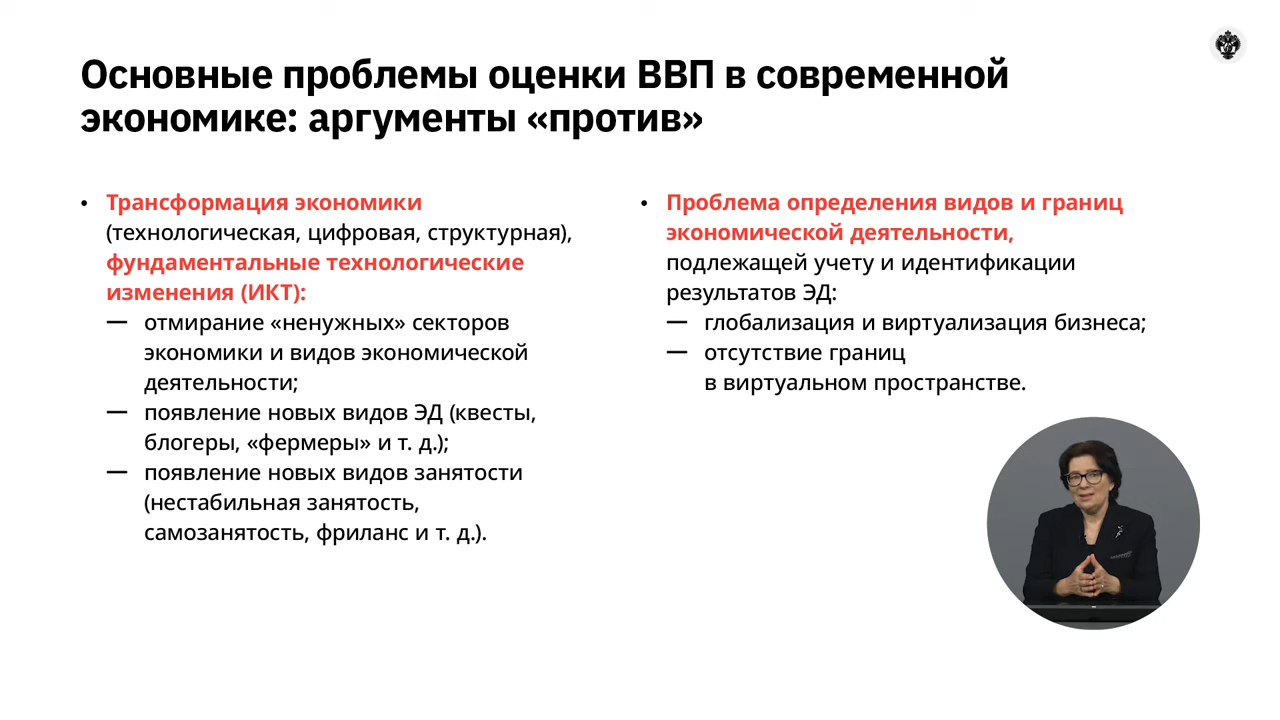 Основные проблемы оценки ВВП в современной
экономике: аргументы «против»
• Трансформация экономики
(технологическая, цифровая, структурная),
фундаментальные технологические
изменения (ИКТ):
— отмирание «ненужных» секторов
экономики и видов экономической
деятельности;
— появление новых видов ЭД (квесты,
блогеры, «фермеры» и т. д.);
— появление новых видов занятости
(нестабильная занятость,
самозанятость, фриланс и т. д.).
• Проблема определения видов и границ
экономической деятельности,
подлежащей учету и идентификации
результатов ЭД:
— глобализация и виртуализация бизнеса;
— отсутствие границ
в виртуальном пространстве.